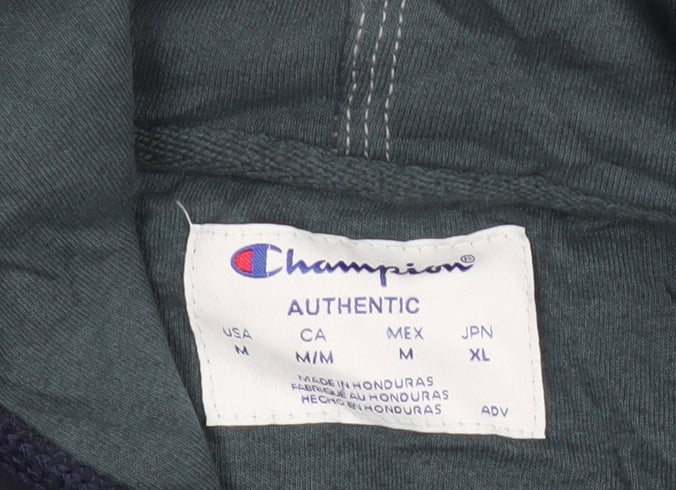 Champion®
AUTHENTIC
USA CA MEX JPN
M M/M M XL
MADE IN HONDURAS
FABRIQUÉ AU HONDURAS
HECHO EN HONDURAS ADV